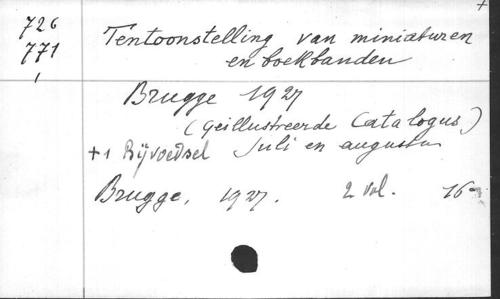 726
771
Tentoonstelling van miniaturen
en boekbanden
Brugge 1927
(Geillustreerde Catalogus)
+1 Bijvoedsel Juli en augustus
Brugge, 1927. 2 vol. 16-